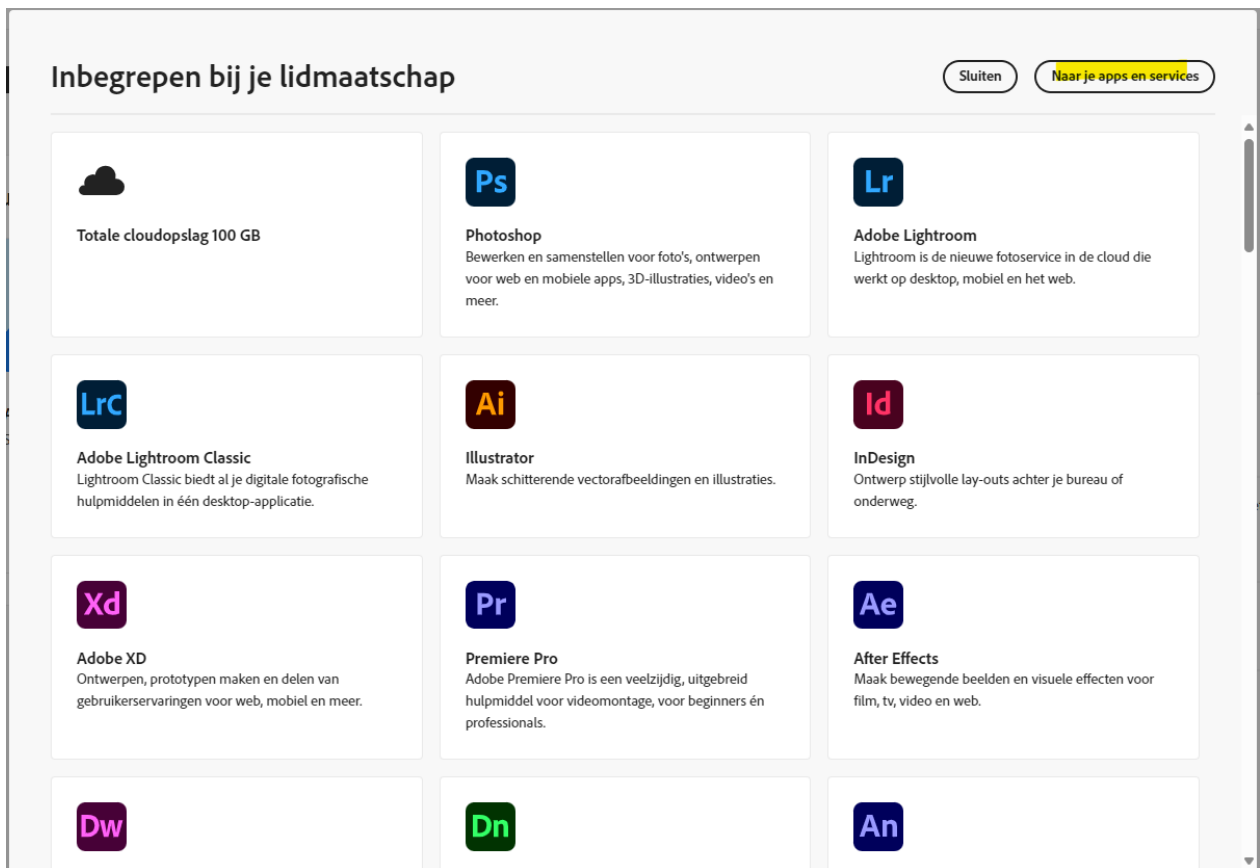 Inbegrepen bij je lidmaatschap
Sluiten
Naar je apps en services
Totale cloudopslag 100 GB
Ps
Photoshop
Bewerken en samenstellen voor foto's, ontwerpen
voor web en mobiele apps, 3D-illustraties, video's en
meer.
Lr
Adobe Lightroom
Lightroom is de nieuwe fotoservice in de cloud die
werkt op desktop, mobiel en het web.
LrC
Adobe Lightroom Classic
Lightroom Classic biedt al je digitale fotografische
hulpmiddelen in één desktop-applicatie.
Ai
Illustrator
Maak schitterende vectorafbeeldingen en illustraties.
Id
InDesign
Ontwerp stijlvolle lay-outs achter je bureau of
onderweg.
Xd
Adobe XD
Ontwerpen, prototypen maken en delen van
gebruikerservaringen voor web, mobiel en meer.
Pr
Premiere Pro
Adobe Premiere Pro is een veelzijdig, uitgebreid
hulpmiddel voor videomontage, voor beginners én
professionals.
Ae
After Effects
Maak bewegende beelden en visuele effecten voor
film, tv, video en web.
Dw
Dn
An